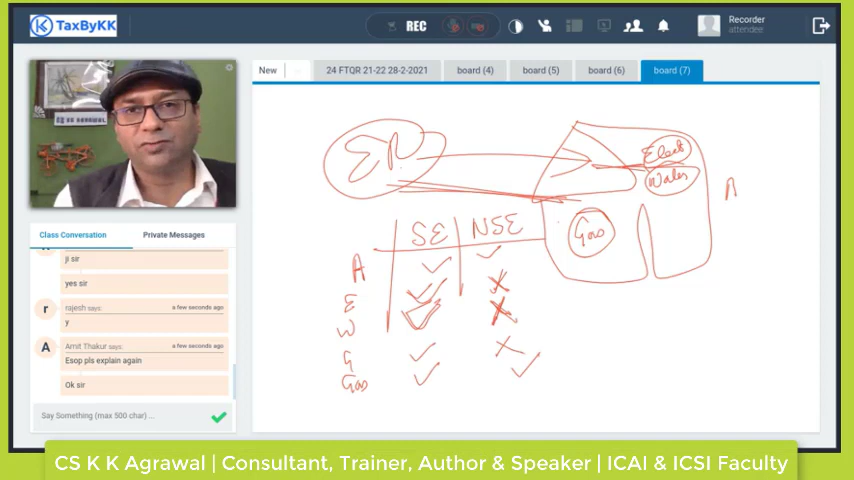 TaxByKK
REC
Recorder
attendee
New
24 FTQR 21-22 28-2-2021
board (4)
board (5)
board (6)
board (7)
Class Conversation
Private Messages
ji sir
yes sir
r
rajesh says:
a few seconds ago
y
A
Amit Thakur says:
a few seconds ago
Esop pls explain again
Ok sir
Say Something (max 500 char) ...
ER
Elect
Water
Gas
A
SE
NSE
A
E
W
G
Gas
CS K K Agrawal | Consultant, Trainer, Author & Speaker | ICAI & ICSI Faculty